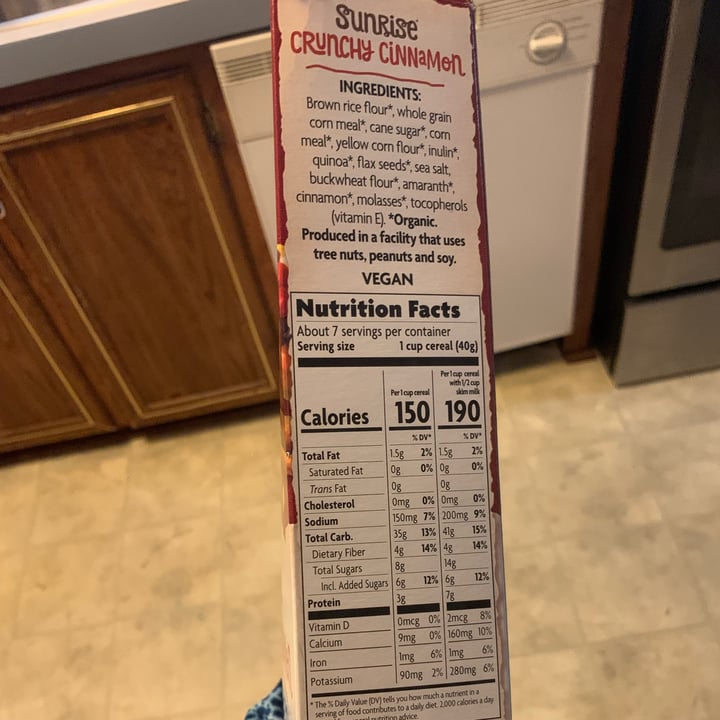 SUNRISE
CRUNCHY CINNAMON
INGREDIENTS:
Brown rice flour*, whole grain
corn meal*, cane sugar*, corn
meal*, yellow corn flour*, inulin*,
quinoa*, flax seeds*, sea salt,
buckwheat flour*, amaranth*,
cinnamon*, molasses*, tocopherols
(vitamin E). *Organic.
Produced in a facility that uses
tree nuts, peanuts and soy.
VEGAN
Nutrition Facts
About 7 servings per container
Serving size 1 cup cereal (40g)
Per 1 cup cereal
Per 1 cup cereal
with 1/2 cup
skim milk
Calories 150 190
% DV* % DV*
Total Fat 1.5g 2% 1.5g 2%
Saturated Fat 0g 0% 0g 0%
Trans Fat 0g 0g
Cholesterol 0mg 0% 0mg 0%
Sodium 150mg 7% 200mg 9%
Total Carb. 35g 13% 41g 15%
Dietary Fiber 4g 14% 4g 14%
Total Sugars 8g 14g
Incl. Added Sugars 6g 12% 6g 12%
Protein 3g 7g
Vitamin D 0mcg 0% 2mcg 8%
Calcium 9mg 0% 160mg 10%
Iron 1mg 6% 1mg 6%
Potassium 90mg 2% 280mg 6%
* The % Daily Value (DV) tells you how much a nutrient in a
serving of food contributes to a daily diet. 2,000 calories a day
nutrition advice.